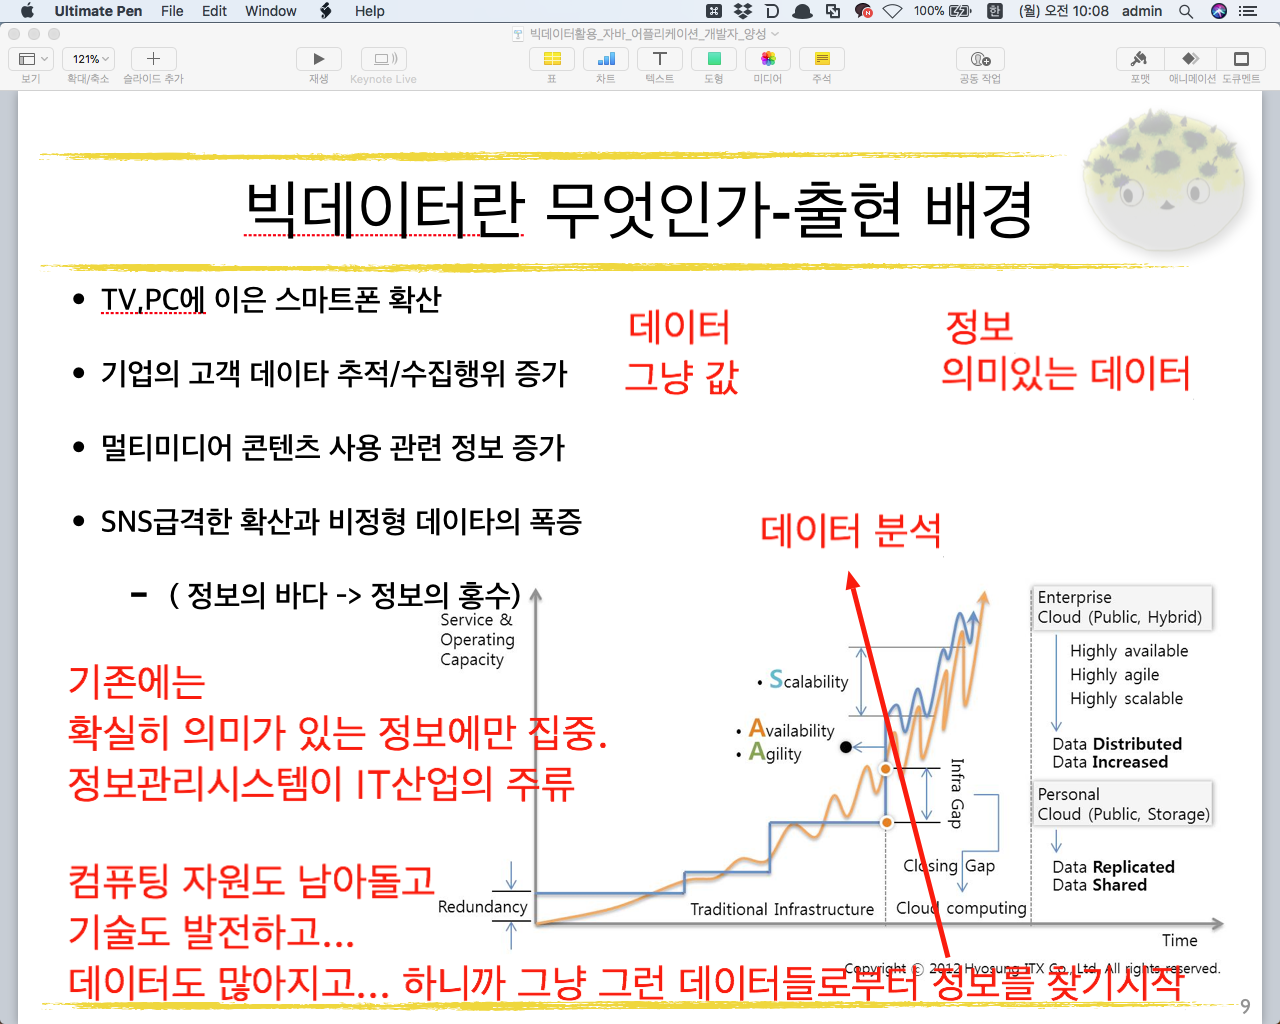 Ultimate Pen File Edit Window Help 100% 한 (월) 오전 10:08 admin
빅데이터활용_자바_어플리케이션_개발자_양성
121%
보기 확대/축소 슬라이드 추가 재생 Keynote Live 표 차트 텍스트 도형 미디어 주석 공동 작업 포맷 애니메이션 도큐멘트
빅데이터란 무엇인가-출현 배경
• TV,PC에 이은 스마트폰 확산
• 기업의 고객 데이타 추적/수집행위 증가
• 멀티미디어 콘텐츠 사용 관련 정보 증가
• SNS급격한 확산과 비정형 데이타의 폭증
- ( 정보의 바다 -> 정보의 홍수)
데이터
그냥 값
정보
의미있는 데이터
데이터 분석
기존에는
확실히 의미가 있는 정보에만 집중.
정보관리시스템이 IT산업의 주류
컴퓨팅 자원도 남아돌고
기술도 발전하고...
데이터도 많아지고... 하니까 그냥 그런 데이터들로부터 정보를 찾기시작
Service &
Operating
Capacity
• Scalability
• Availability
• Agility
Infra Gap
Closing Gap
Redundancy
Traditional Infrastructure
Cloud computing
Time
Enterprise
Cloud (Public, Hybrid)
Highly available
Highly agile
Highly scalable
Data Distributed
Data Increased
Personal
Cloud (Public, Storage)
Data Replicated
Data Shared
Copyright ⓒ 2012 Hyosung ITX Co., Ltd. All rights reserved.
9